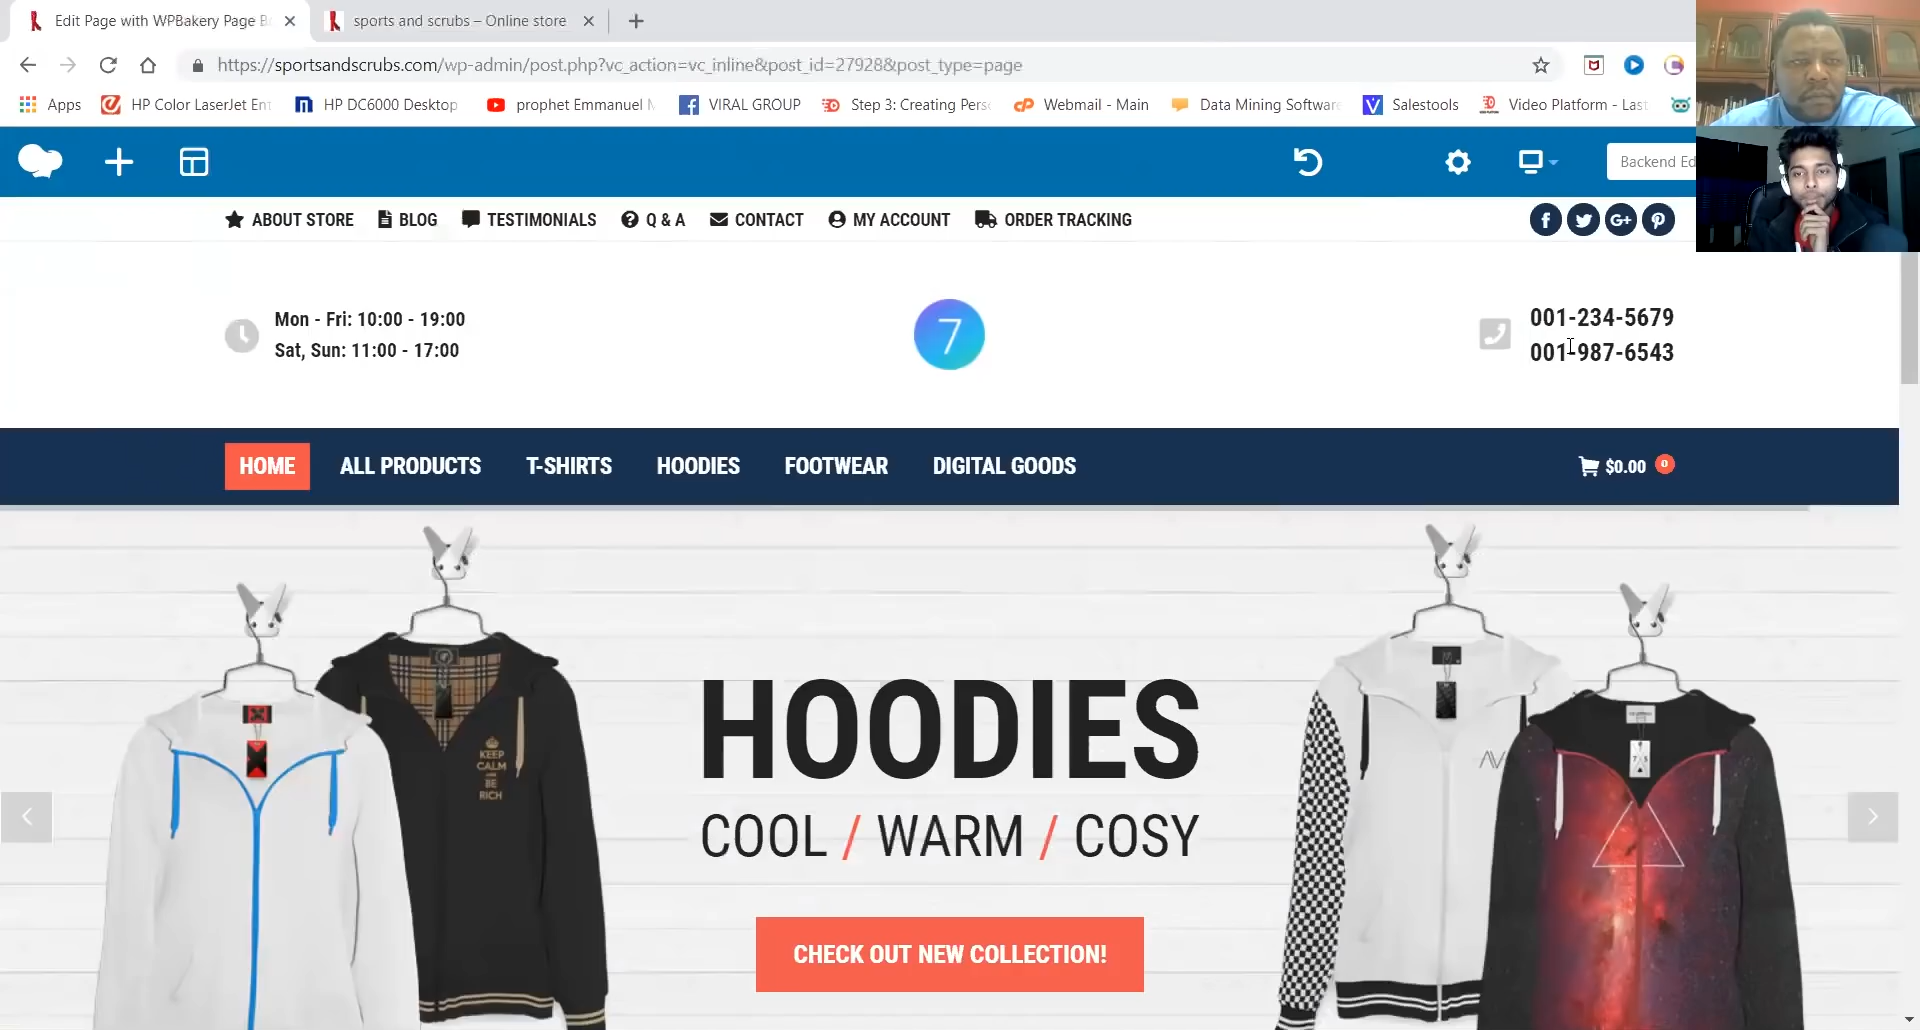 Edit Page with WPBakery Page B
sports and scrubs – Online store
https://sportsandscrubs.com/wp-admin/post.php?vc_action=vc_inline&post_id=27928&post_type=page
Apps
HP Color LaserJet Ent
HP DC6000 Desktop
prophet Emmanuel M
VIRAL GROUP
Step 3: Creating Pers
Webmail - Main
Data Mining Software
Salestools
Video Platform - Last
Backend Ed
ABOUT STORE
BLOG
TESTIMONIALS
Q & A
CONTACT
MY ACCOUNT
ORDER TRACKING
Mon - Fri: 10:00 - 19:00
Sat, Sun: 11:00 - 17:00
7
001-234-5679
001-987-6543
HOME
ALL PRODUCTS
T-SHIRTS
HOODIES
FOOTWEAR
DIGITAL GOODS
$0.00
0
KEEP
CALM
BE
RICH
HOODIES
COOL / WARM / COSY
CHECK OUT NEW COLLECTION!